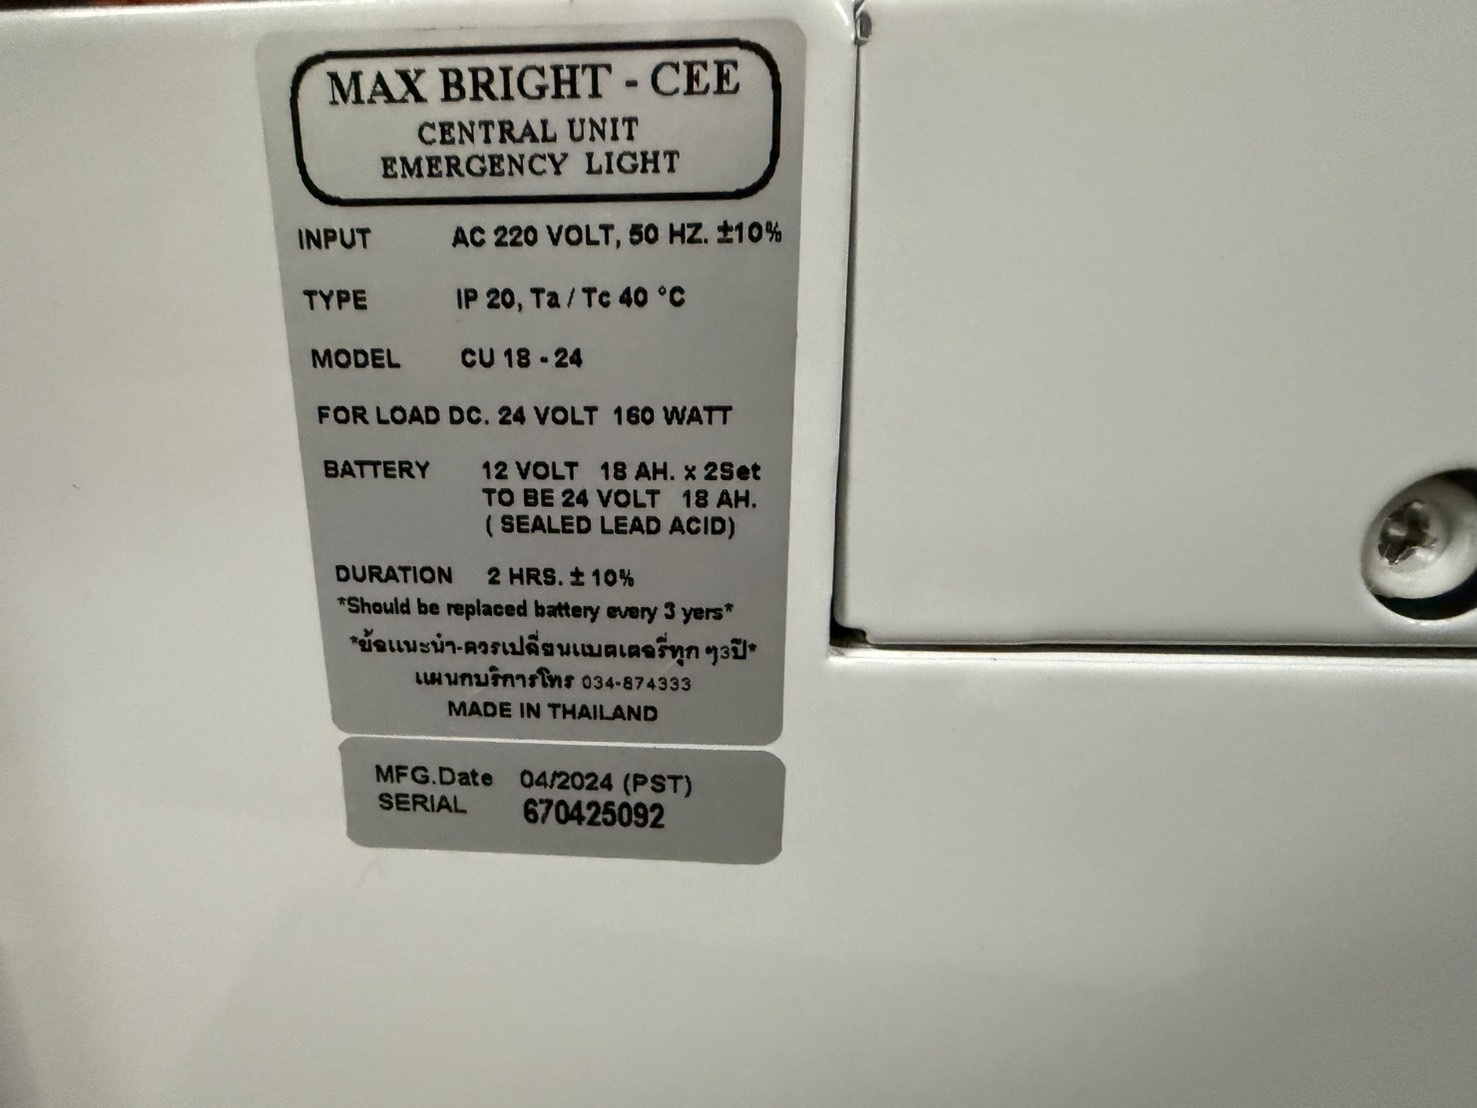 MAX BRIGHT - CEE
CENTRAL UNIT
EMERGENCY LIGHT
INPUT AC 220 VOLT, 50 HZ. ±10%
TYPE IP 20, Ta / Tc 40 °C
MODEL CU 18 - 24
FOR LOAD DC. 24 VOLT 160 WATT
BATTERY 12 VOLT 18 AH. x 2Set
TO BE 24 VOLT 18 AH.
( SEALED LEAD ACID)
DURATION 2 HRS. ± 10%
*Should be replaced battery every 3 yers*
*ข้อแนะนำ-ควรเปลี่ยนแบตเตอรี่ทุก ๆ3ปี*
แผนกบริการโทร 034-874333
MADE IN THAILAND
MFG.Date 04/2024 (PST)
SERIAL 670425092